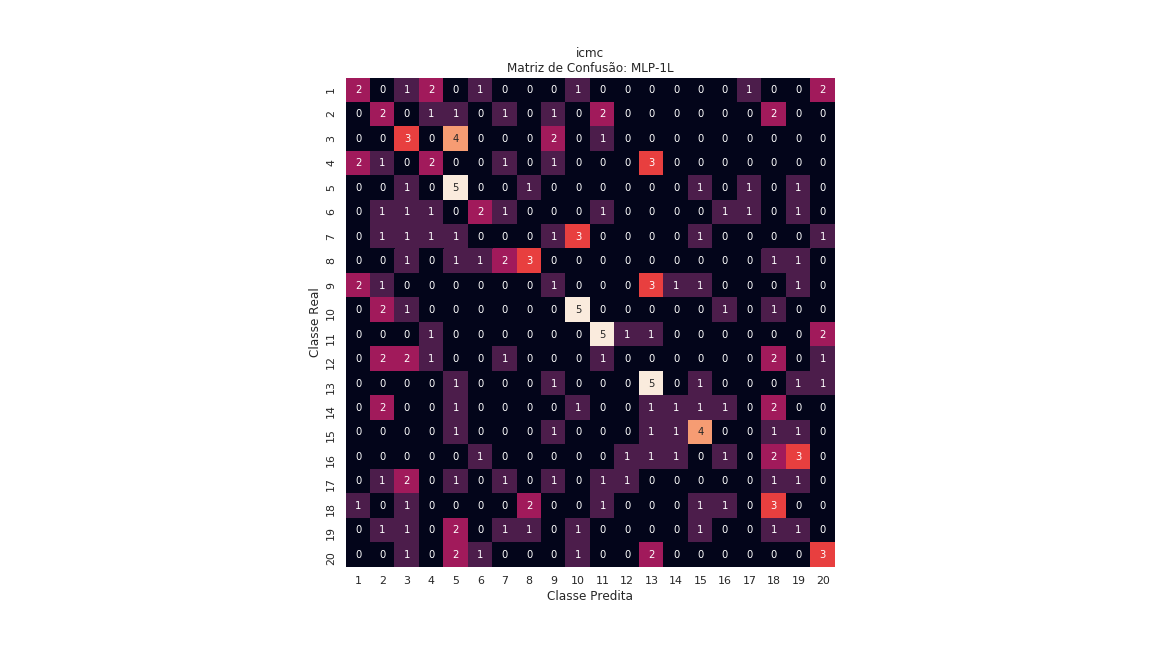 icmc
Matriz de Confusão: MLP-1L
Classe Real
1 2 0 1 2 0 1 0 0 0 1 0 0 0 0 0 0 1 0 0 2
2 0 2 0 1 1 0 1 0 1 0 2 0 0 0 0 0 0 2 0 0
3 0 0 3 0 4 0 0 0 2 0 1 0 0 0 0 0 0 0 0 0
4 2 1 0 2 0 0 1 0 1 0 0 0 3 0 0 0 0 0 0 0
5 0 0 1 0 5 0 0 1 0 0 0 0 0 0 1 0 1 0 1 0
6 0 1 1 1 0 2 1 0 0 0 1 0 0 0 0 1 1 0 1 0
7 0 1 1 1 1 0 0 0 1 3 0 0 0 0 1 0 0 0 0 1
8 0 0 1 0 1 1 2 3 0 0 0 0 0 0 0 0 0 1 1 0
9 2 1 0 0 0 0 0 0 1 0 0 0 3 1 1 0 0 0 1 0
10 0 2 1 0 0 0 0 0 0 5 0 0 0 0 0 1 0 1 0 0
11 0 0 0 1 0 0 0 0 0 0 5 1 1 0 0 0 0 0 0 2
12 0 2 2 1 0 0 1 0 0 0 1 0 0 0 0 0 0 2 0 1
13 0 0 0 0 1 0 0 0 1 0 0 0 5 0 1 0 0 0 1 1
14 0 2 0 0 1 0 0 0 0 1 0 0 1 1 1 1 0 2 0 0
15 0 0 0 0 1 0 0 0 1 0 0 0 1 1 4 0 0 1 1 0
16 0 0 0 0 0 1 0 0 0 0 0 1 1 1 0 1 0 2 3 0
17 0 1 2 0 1 0 1 0 1 0 1 1 0 0 0 0 0 1 1 0
18 1 0 1 0 0 0 0 2 0 0 1 0 0 0 1 1 0 3 0 0
19 0 1 1 0 2 0 1 1 0 1 0 0 0 0 1 0 0 1 1 0
20 0 0 1 0 2 1 0 0 0 1 0 0 2 0 0 0 0 0 0 3
1 2 3 4 5 6 7 8 9 10 11 12 13 14 15 16 17 18 19 20
Classe Predita